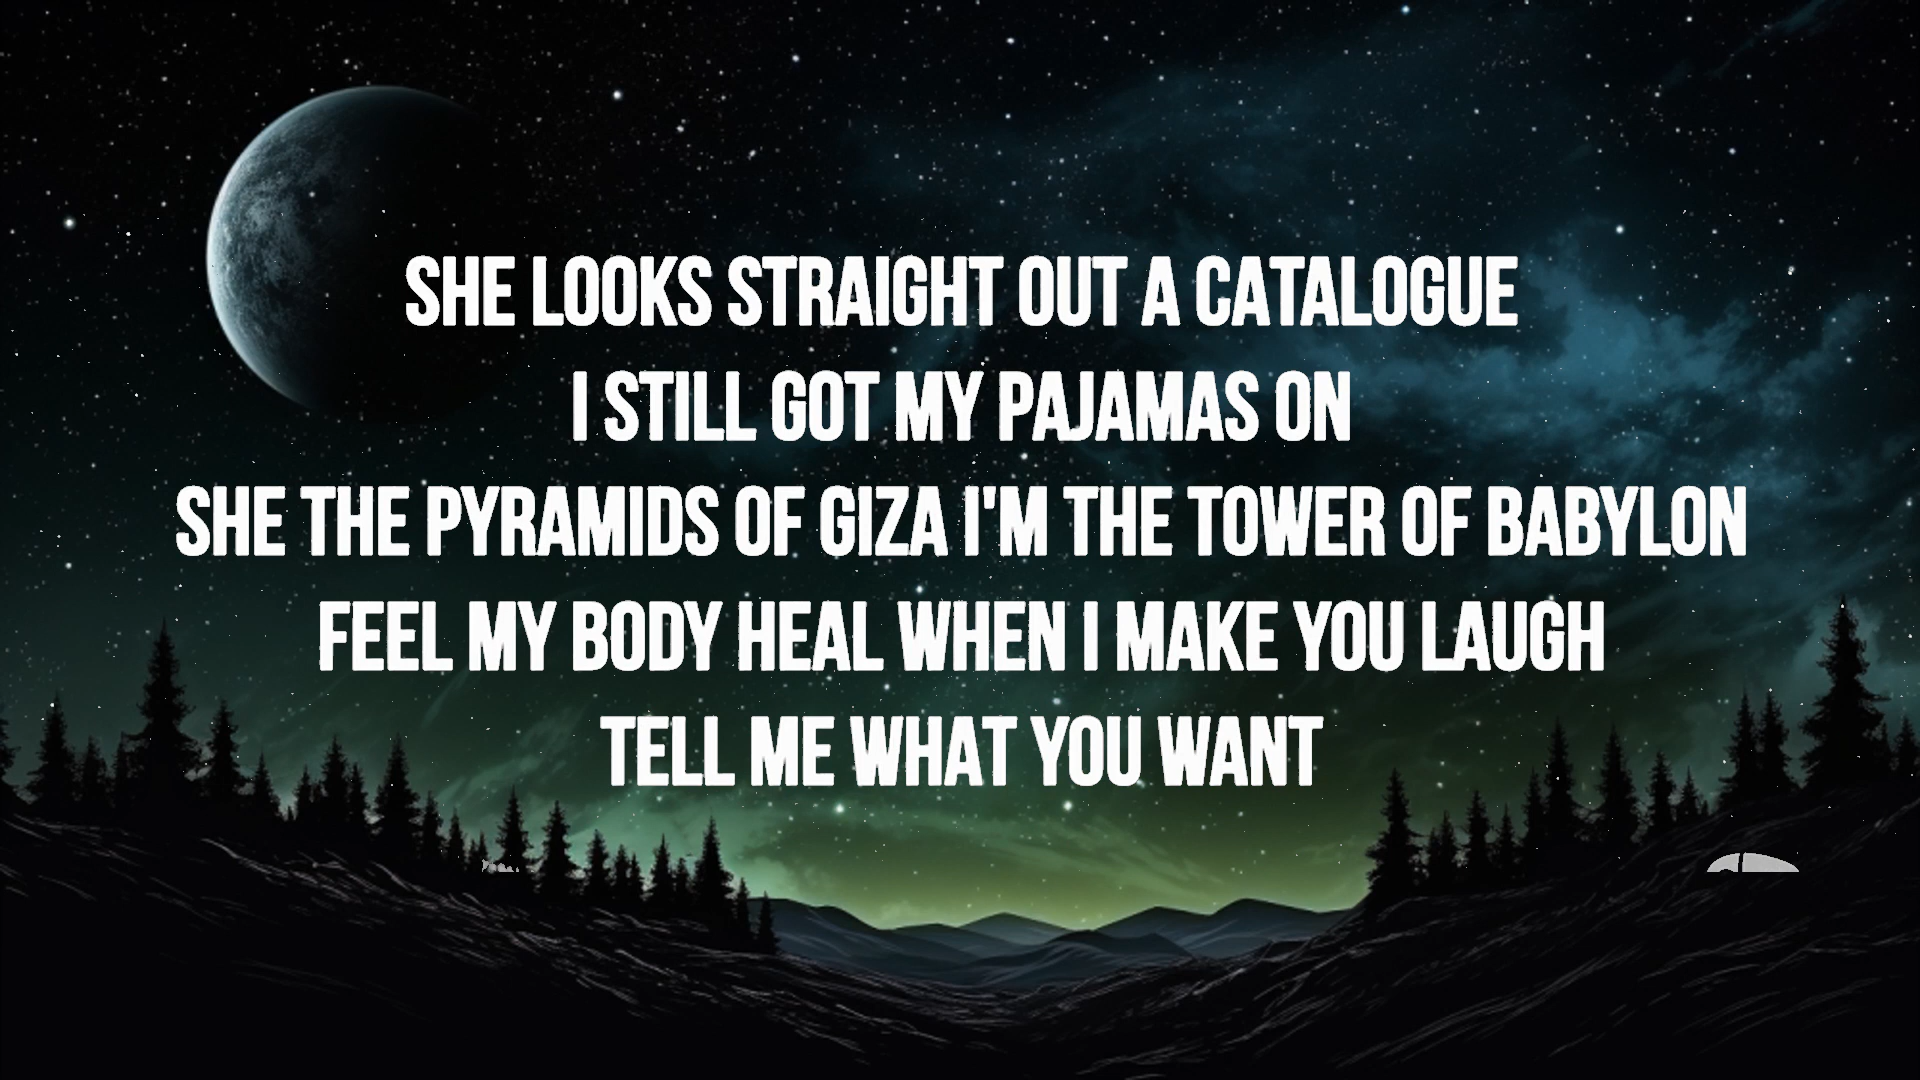 SHE LOOKS STRAIGHT OUT A CATALOGUE
I STILL GOT MY PAJAMAS ON
SHE THE PYRAMIDS OF GIZA I'M THE TOWER OF BABYLON
FEEL MY BODY HEAL WHEN I MAKE YOU LAUGH
TELL ME WHAT YOU WANT